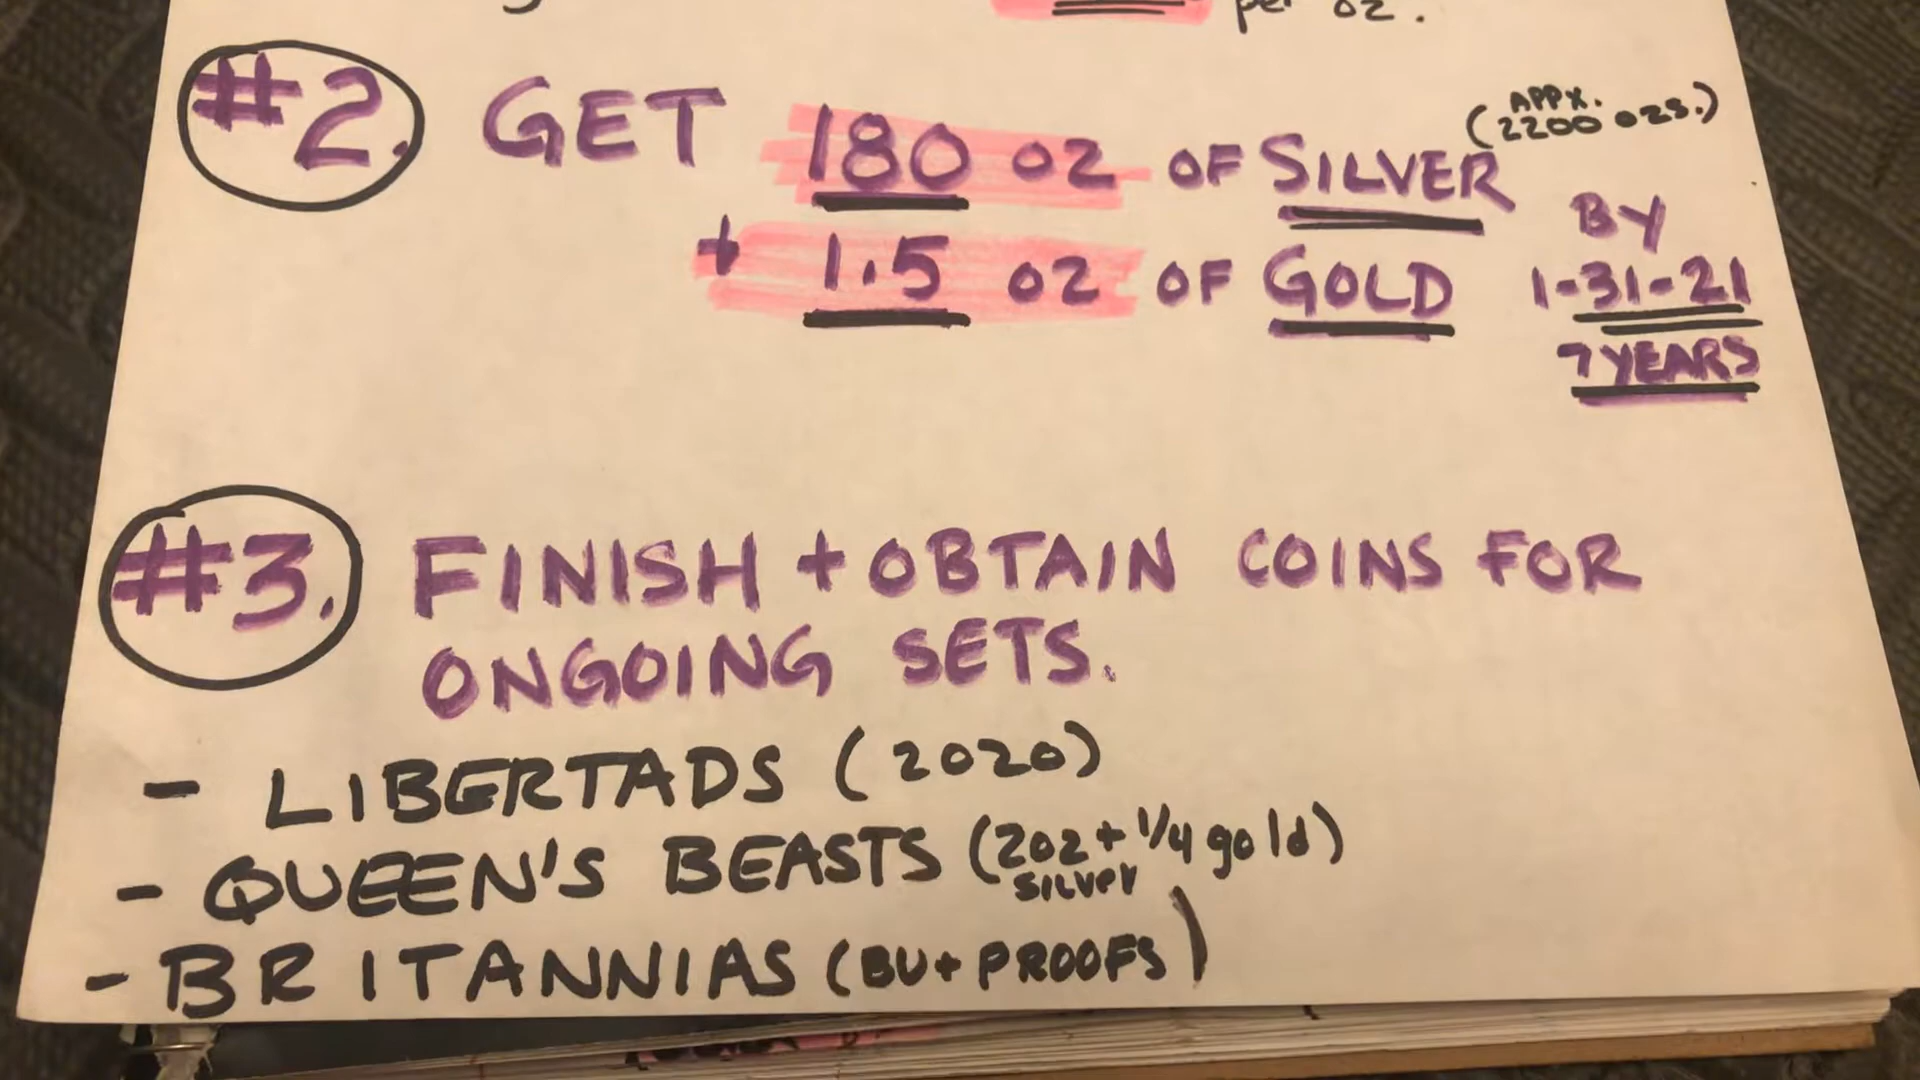 per oz.
#2. GET 180 OZ OF SILVER (APPX. 2200 OZS.)
+ 1.5 OZ OF GOLD
BY
1-31-21
7 YEARS
#3. FINISH + OBTAIN COINS FOR
ONGOING SETS.
- LIBERTADS (2020)
- QUEEN'S BEASTS (2oz + 1/4 gold)
SILVER
- BRITANNIAS (BU + PROOFS)